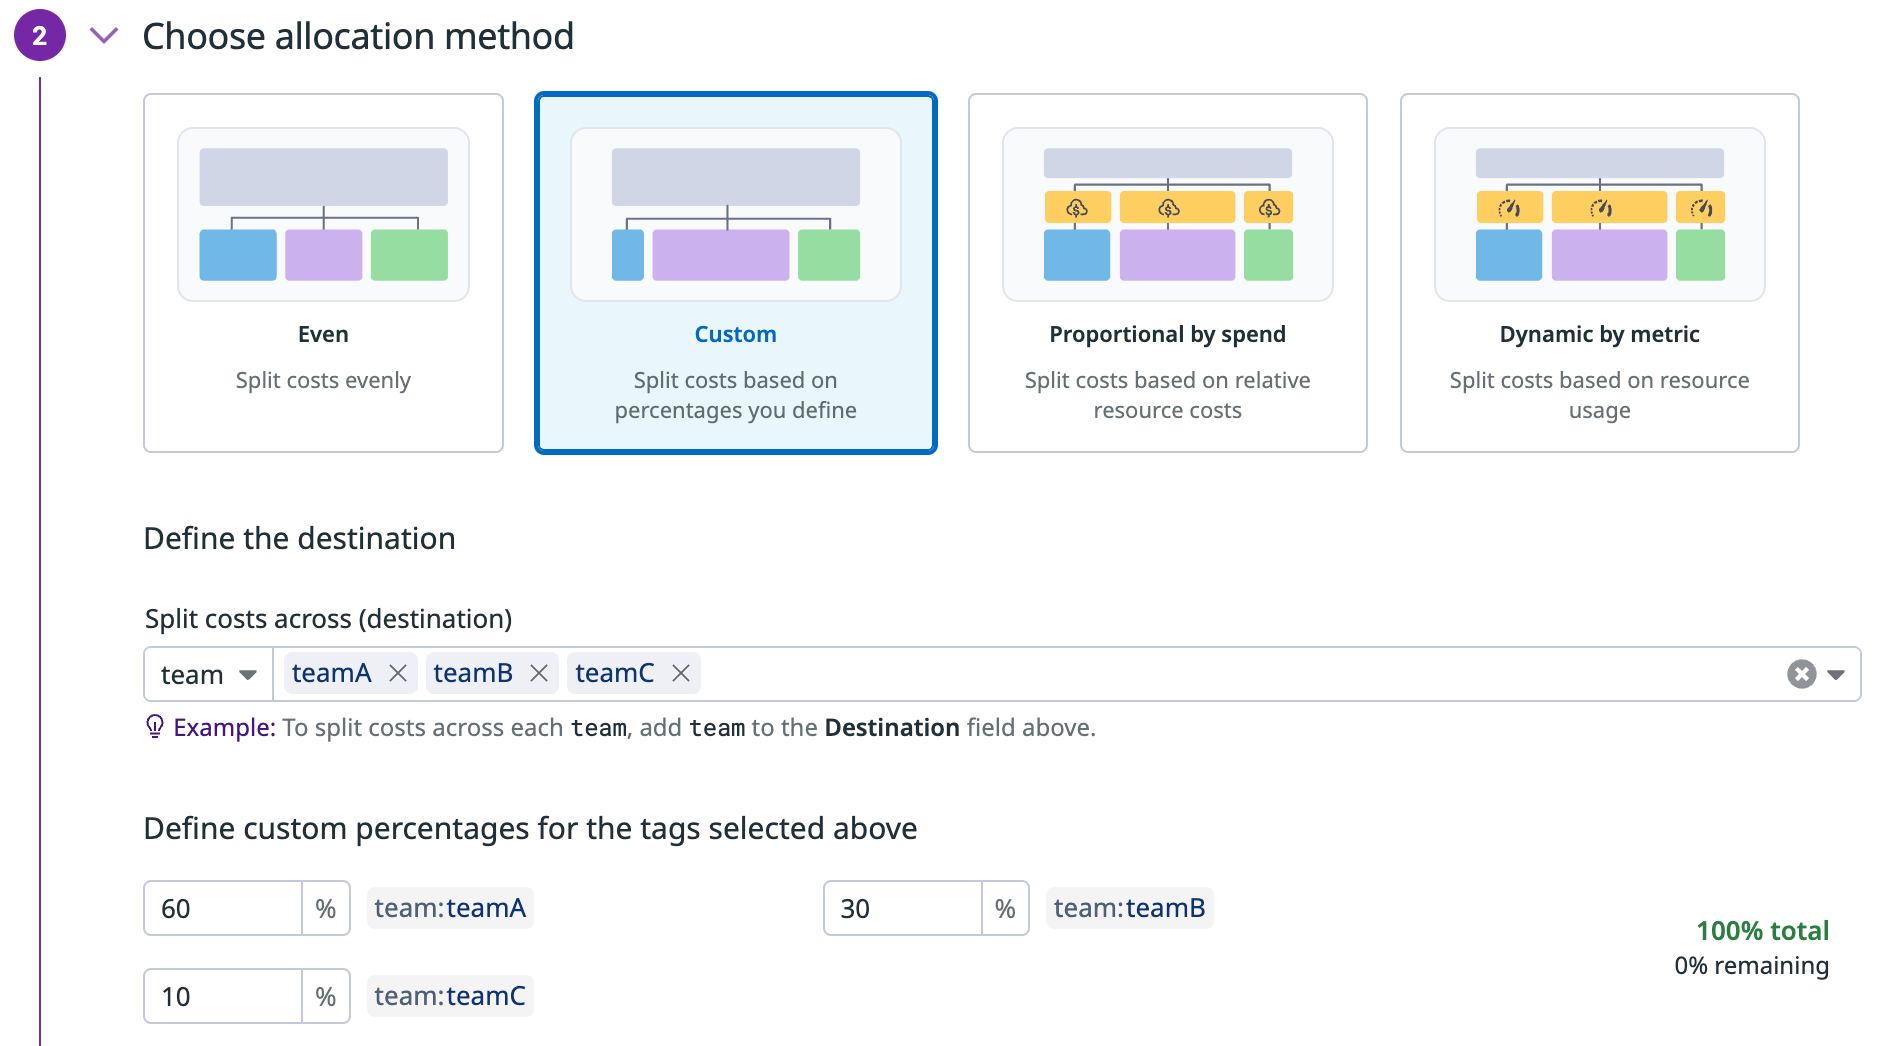 2
Choose allocation method
Even
Split costs evenly
Custom
Split costs based on
percentages you define
Proportional by spend
Split costs based on relative
resource costs
Dynamic by metric
Split costs based on resource
usage
Define the destination
Split costs across (destination)
team teamA teamB teamC
Example: To split costs across each team, add team to the Destination field above.
Define custom percentages for the tags selected above
60 % team:teamA
30 % team:teamB
10 % team:teamC
100% total
0% remaining